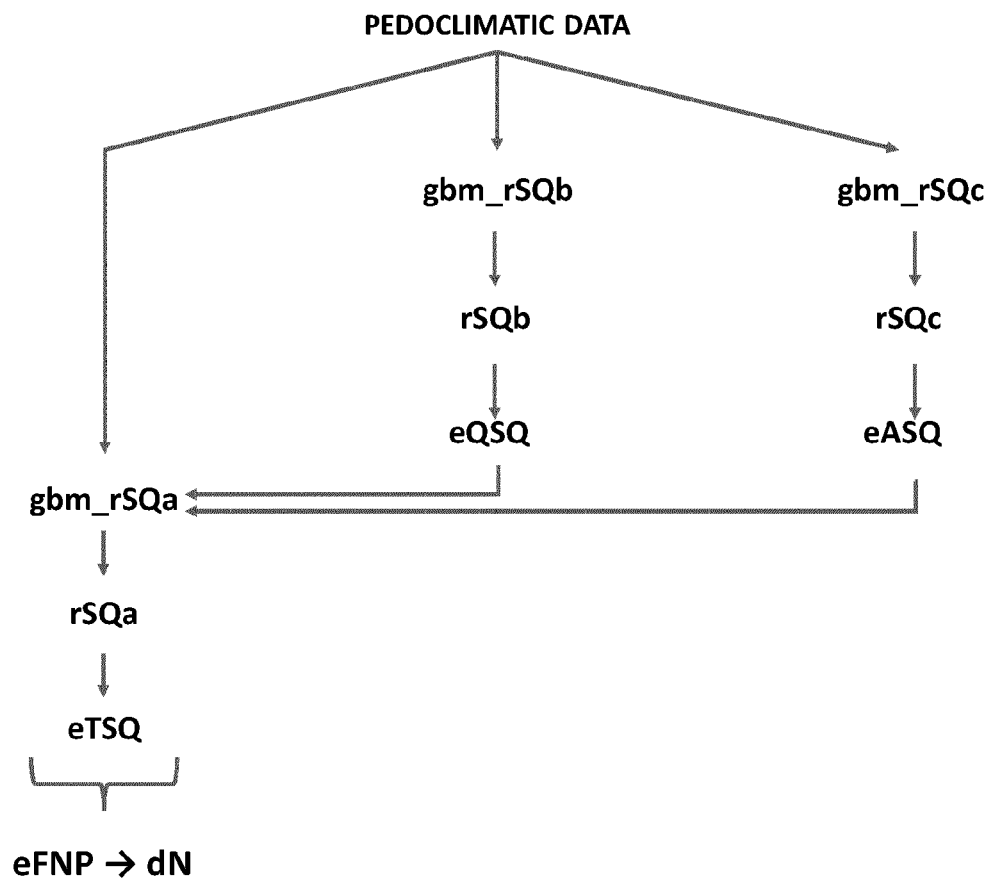 PEDOCLIMATIC DATA
gbm_rSQb
gbm_rSQc
rSQb
rSQc
eQSQ
eASQ
gbm_rSQa
rSQa
eTSQ
eFNP → dN